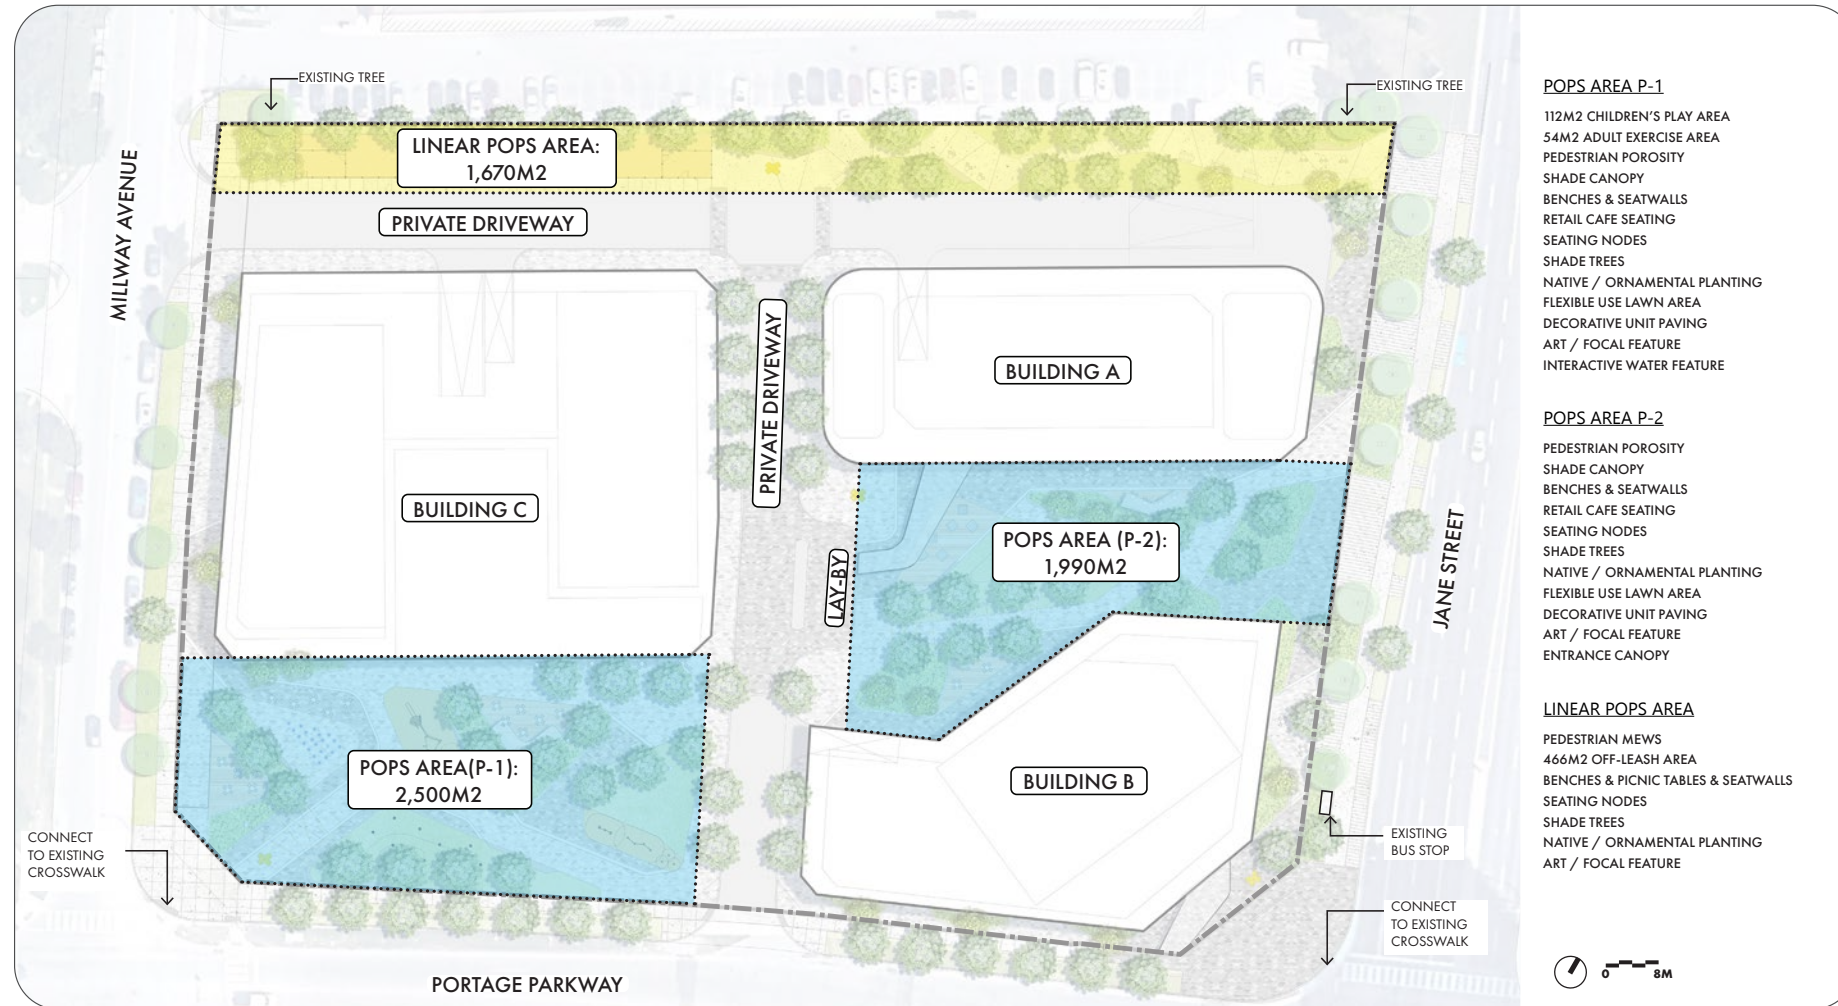 EXISTING TREE
EXISTING TREE
LINEAR POPS AREA:
1,670M2
PRIVATE DRIVEWAY
MILLWAY AVENUE
PRIVATE DRIVEWAY
BUILDING A
BUILDING C
POPS AREA (P-2):
1,990M2
LAY-BY
JANE STREET
POPS AREA(P-1):
2,500M2
BUILDING B
CONNECT
TO EXISTING
CROSSWALK
EXISTING
BUS STOP
CONNECT
TO EXISTING
CROSSWALK
PORTAGE PARKWAY
POPS AREA P-1
112M2 CHILDREN'S PLAY AREA
54M2 ADULT EXERCISE AREA
PEDESTRIAN POROSITY
SHADE CANOPY
BENCHES & SEATWALLS
RETAIL CAFE SEATING
SEATING NODES
SHADE TREES
NATIVE / ORNAMENTAL PLANTING
FLEXIBLE USE LAWN AREA
DECORATIVE UNIT PAVING
ART / FOCAL FEATURE
INTERACTIVE WATER FEATURE
POPS AREA P-2
PEDESTRIAN POROSITY
SHADE CANOPY
BENCHES & SEATWALLS
RETAIL CAFE SEATING
SEATING NODES
SHADE TREES
NATIVE / ORNAMENTAL PLANTING
FLEXIBLE USE LAWN AREA
DECORATIVE UNIT PAVING
ART / FOCAL FEATURE
ENTRANCE CANOPY
LINEAR POPS AREA
PEDESTRIAN MEWS
466M2 OFF-LEASH AREA
BENCHES & PICNIC TABLES & SEATWALLS
SEATING NODES
SHADE TREES
NATIVE / ORNAMENTAL PLANTING
ART / FOCAL FEATURE
0 8M